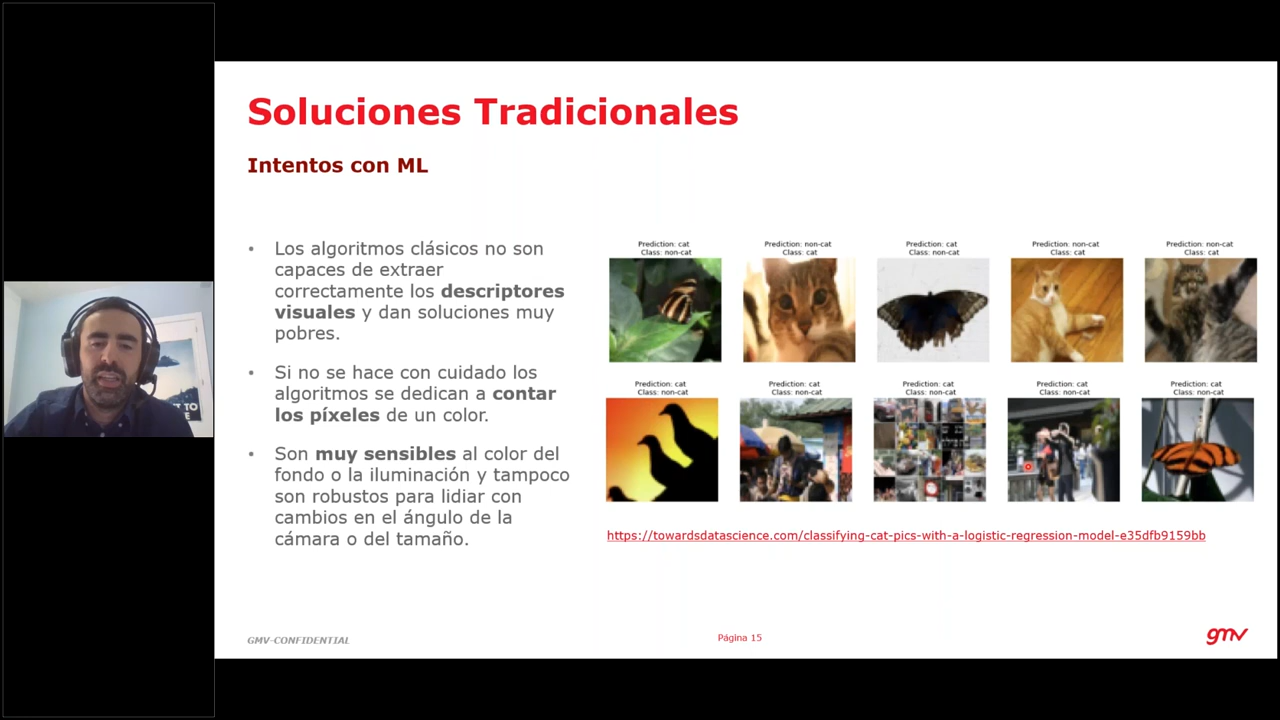 Soluciones Tradicionales
Intentos con ML
• Los algoritmos clásicos no son
capaces de extraer
correctamente los descriptores
visuales y dan soluciones muy
pobres.
• Si no se hace con cuidado los
algoritmos se dedican a contar
los píxeles de un color.
• Son muy sensibles al color del
fondo o la iluminación y tampoco
son robustos para lidiar con
cambios en el ángulo de la
cámara o del tamaño.
Prediction: cat
Class: non-cat
Prediction: non-cat
Class: cat
Prediction: cat
Class: non-cat
Prediction: non-cat
Class: cat
Prediction: non-cat
Class: cat
Prediction: cat
Class: non-cat
Prediction: cat
Class: non-cat
Prediction: cat
Class: non-cat
Prediction: cat
Class: non-cat
Prediction: cat
Class: non-cat
https://towardsdatascience.com/classifying-cat-pics-with-a-logistic-regression-model-e35dfb9159bb
GMV-CONFIDENTIAL
Página 15
gmv